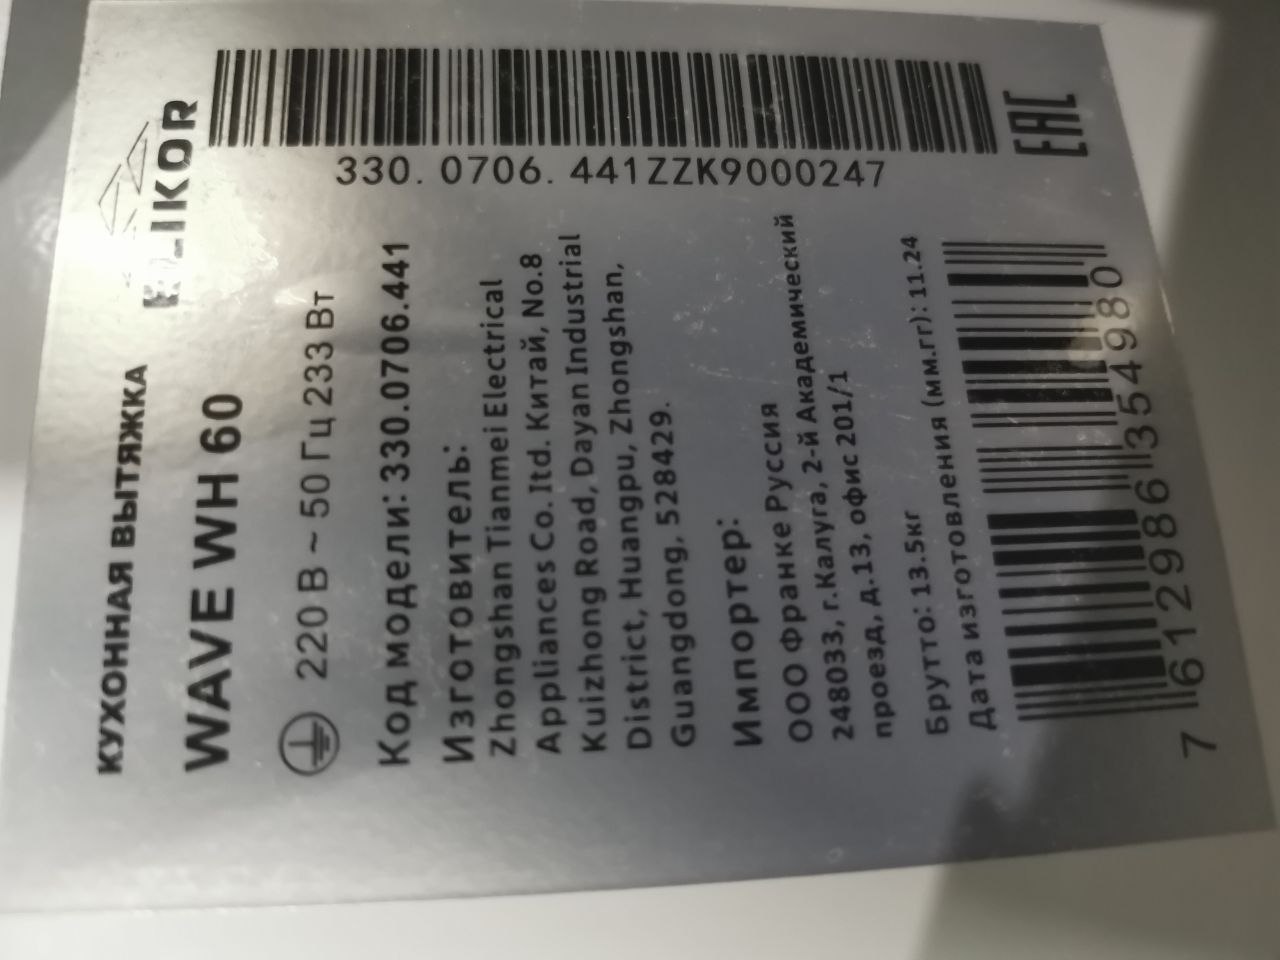 КУХОННАЯ ВЫТЯЖКА
ELIKOR
WAVE WH 60
220 В ~ 50 Гц 233 Вт
Код модели: 330.0706.441
Изготовитель:
Zhongshan Tianmei Electrical
Appliances Co. ltd. Китай, No.8
Kuizhong Road, Dayan Industrial
District, Huangpu, Zhongshan,
Guangdong, 528429.
Импортер:
ООО Франке Руссия
248033, г.Калуга, 2-й Академический
проезд, д.13, офис 201/1
Брутто: 13.5кг
Дата изготовления (мм.гг): 11.24
7 612986 354980
330. 0706. 441ZZK9000247
EAC